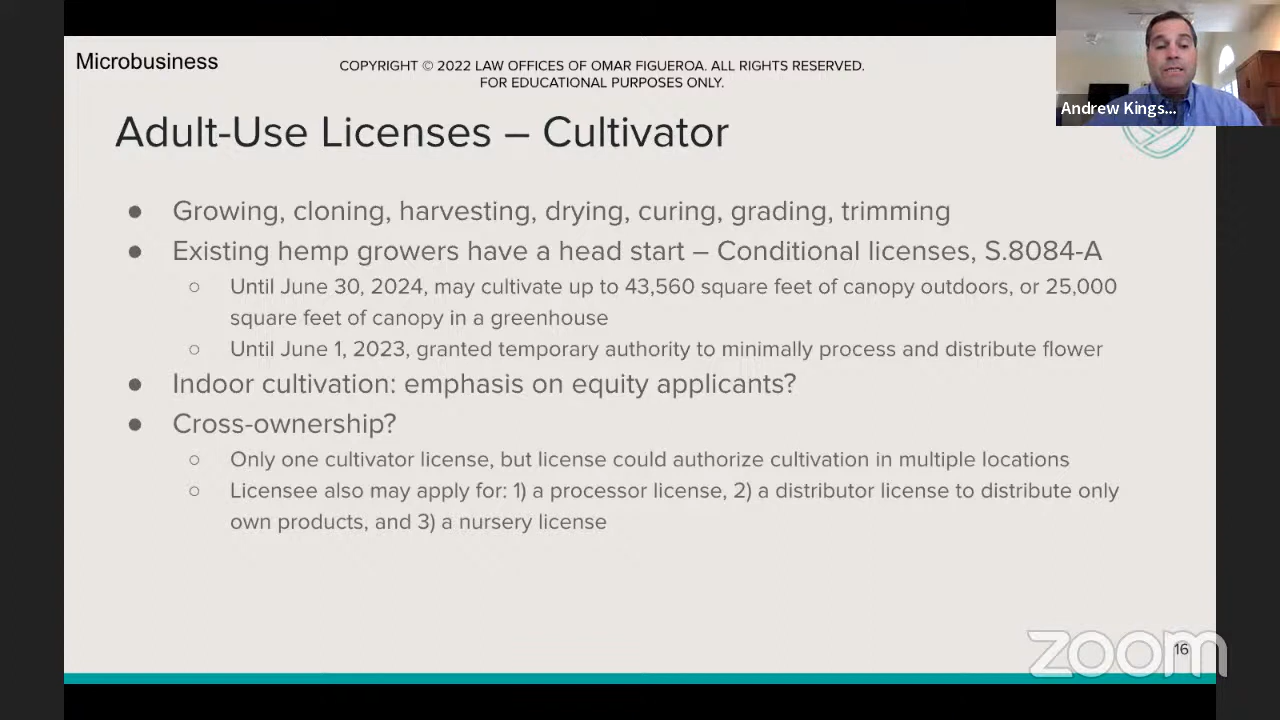 Microbusiness
COPYRIGHT © 2022 LAW OFFICES OF OMAR FIGUEROA. ALL RIGHTS RESERVED.
FOR EDUCATIONAL PURPOSES ONLY.
Andrew Kings...
Adult-Use Licenses – Cultivator
● Growing, cloning, harvesting, drying, curing, grading, trimming
● Existing hemp growers have a head start – Conditional licenses, S.8084-A
○ Until June 30, 2024, may cultivate up to 43,560 square feet of canopy outdoors, or 25,000
square feet of canopy in a greenhouse
○ Until June 1, 2023, granted temporary authority to minimally process and distribute flower
● Indoor cultivation: emphasis on equity applicants?
● Cross-ownership?
○ Only one cultivator license, but license could authorize cultivation in multiple locations
○ Licensee also may apply for: 1) a processor license, 2) a distributor license to distribute only
own products, and 3) a nursery license
zoom
16